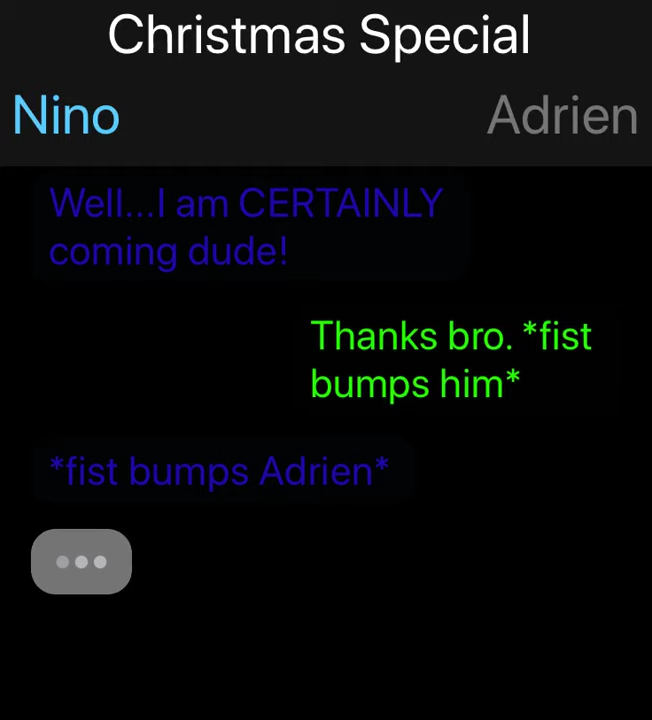 Christmas Special
Nino
Adrien
Well...I am CERTAINLY
coming dude!
Thanks bro. *fist
bumps him*
*fist bumps Adrien*